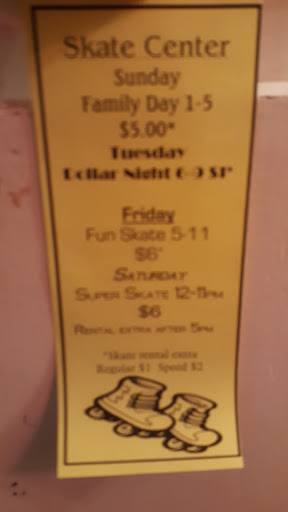 Skate Center
Sunday
Family Day 1-5
$5.00*
Tuesday
Dollar Night 6-9 $1*
Friday
Fun Skate 5-11
$6*
Saturday
Super Skate 12-11pm
$6
Rental extra after 5pm
*Skate rental extra
Regular $1 Speed $2